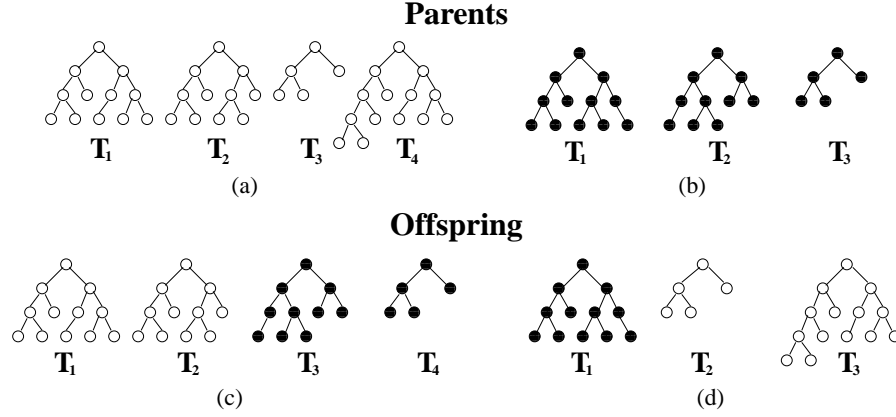 Parents
T1 T2 T3 T4 T1 T2 T3
(a) (b)
Offspring
T1 T2 T3 T4 T1 T2 T3
(c) (d)